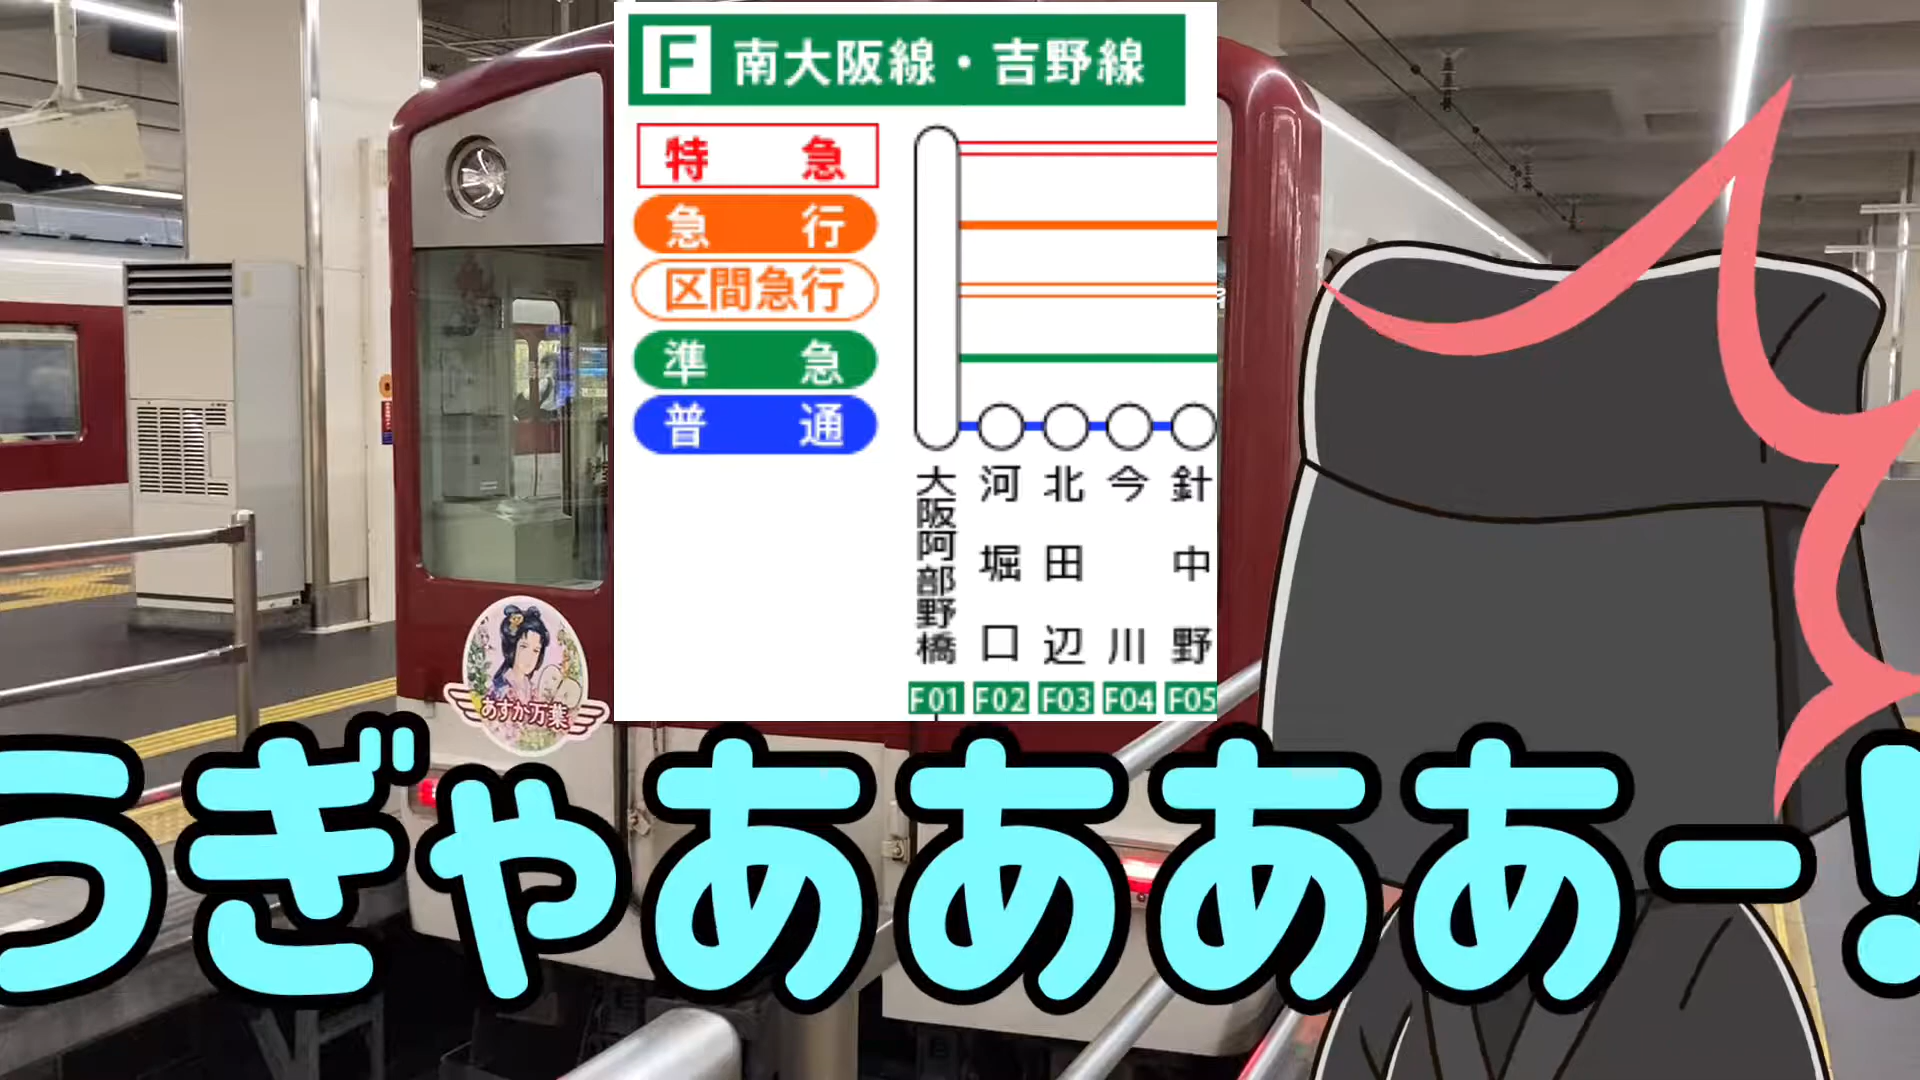 F 南大阪線・吉野線
特急
急行
区間急行
準急
普通
大阪阿部野橋
河堀口
北田辺
今川
針中野
F01 F02 F03 F04 F05
あすか万葉
うぎゃああああー!